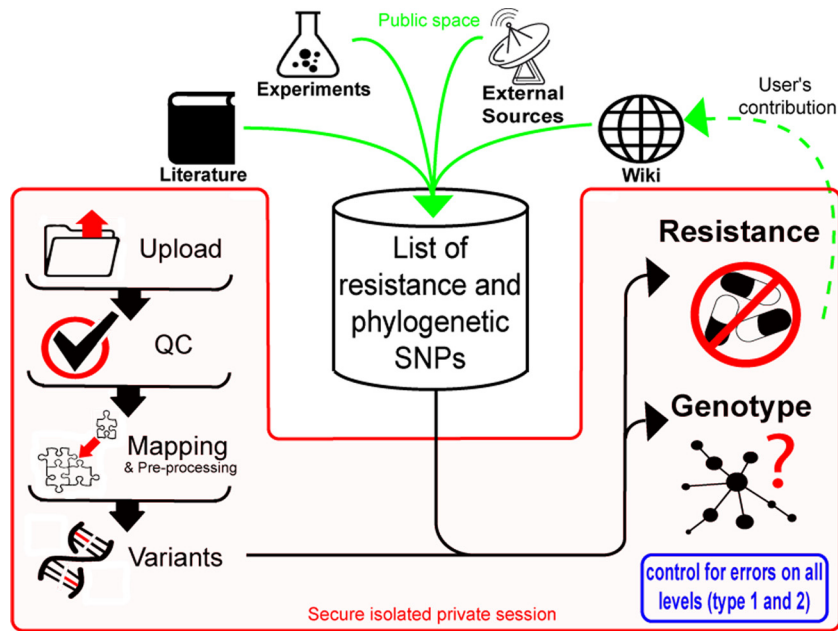 Public space
Experiments
External
Sources
User's
contribution
Literature
Wiki
List of
resistance and
phylogenetic
SNPs
Upload
QC
Mapping
& Pre-processing
Variants
Resistance
Genotype
?
control for errors on all
levels (type 1 and 2)
Secure isolated private session